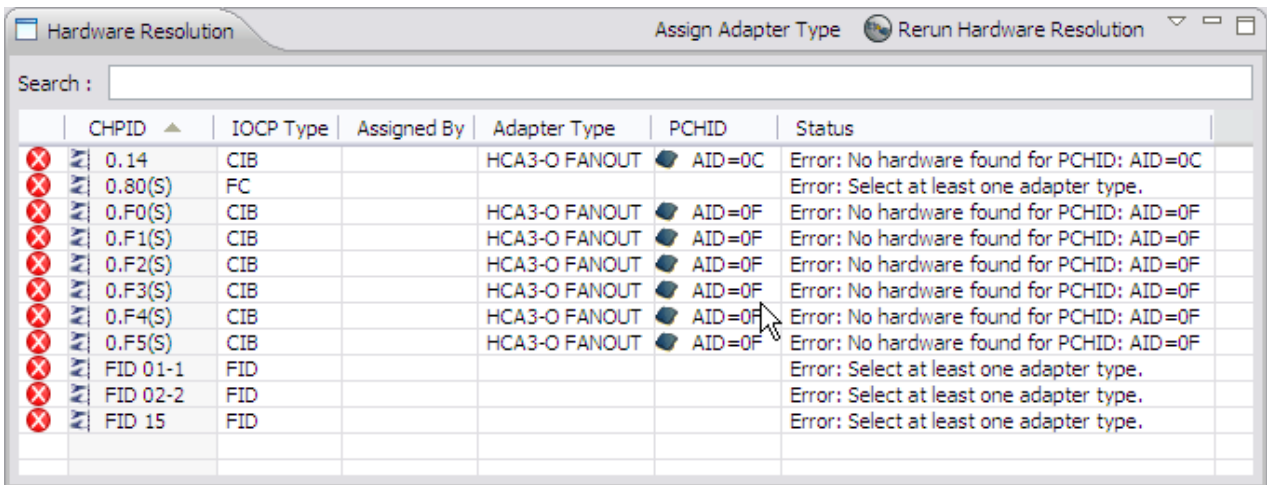 Hardware Resolution Assign Adapter Type Rerun Hardware Resolution
Search :
CHPID IOCP Type Assigned By Adapter Type PCHID Status
0.14 CIB HCA3-O FANOUT AID=0C Error: No hardware found for PCHID: AID=0C
0.80(S) FC Error: Select at least one adapter type.
0.F0(S) CIB HCA3-O FANOUT AID=0F Error: No hardware found for PCHID: AID=0F
0.F1(S) CIB HCA3-O FANOUT AID=0F Error: No hardware found for PCHID: AID=0F
0.F2(S) CIB HCA3-O FANOUT AID=0F Error: No hardware found for PCHID: AID=0F
0.F3(S) CIB HCA3-O FANOUT AID=0F Error: No hardware found for PCHID: AID=0F
0.F4(S) CIB HCA3-O FANOUT AID=0F Error: No hardware found for PCHID: AID=0F
0.F5(S) CIB HCA3-O FANOUT AID=0F Error: No hardware found for PCHID: AID=0F
FID 01-1 FID Error: Select at least one adapter type.
FID 02-2 FID Error: Select at least one adapter type.
FID 15 FID Error: Select at least one adapter type.